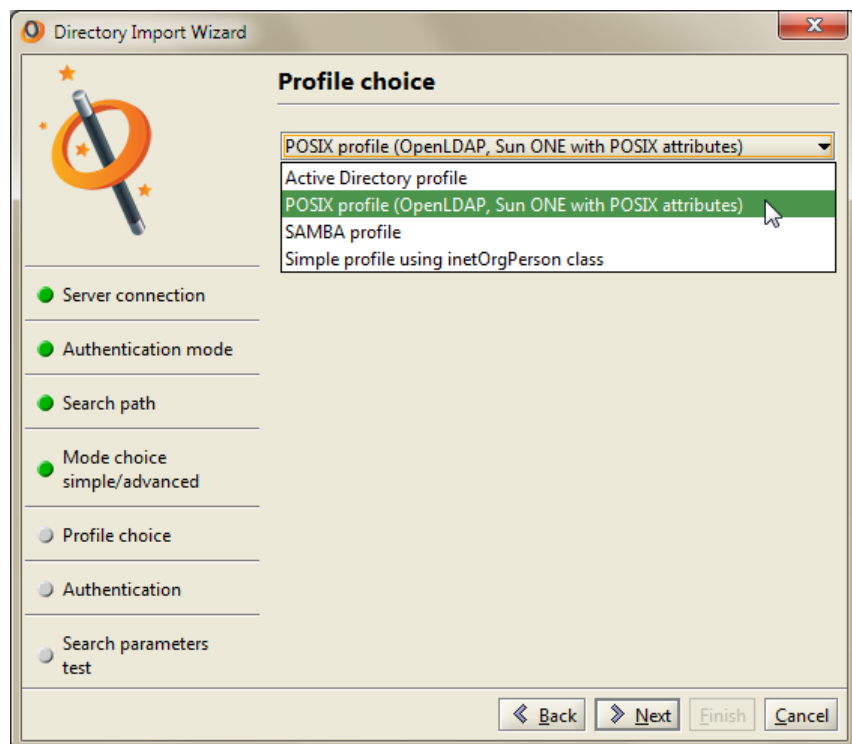 Directory Import Wizard
Profile choice
POSIX profile (OpenLDAP, Sun ONE with POSIX attributes)
Active Directory profile
POSIX profile (OpenLDAP, Sun ONE with POSIX attributes)
SAMBA profile
Simple profile using inetOrgPerson class
Server connection
Authentication mode
Search path
Mode choice
simple/advanced
Profile choice
Authentication
Search parameters
test
Back Next Finish Cancel